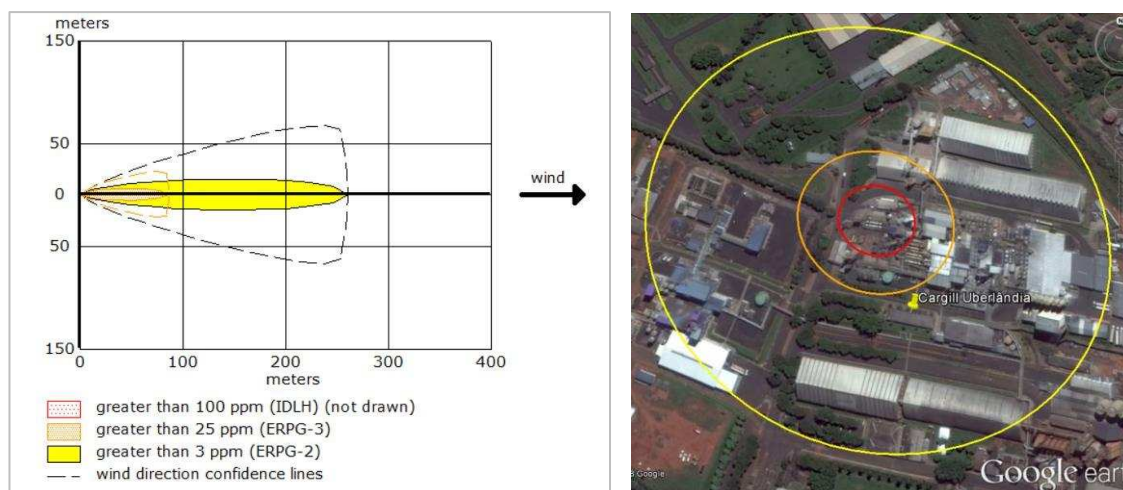 meters
150
50
0
50
150
0
100
200
300
400
meters
wind
greater than 100 ppm (IDLH) (not drawn)
greater than 25 ppm (ERPG-3)
greater than 3 ppm (ERPG-2)
wind direction confidence lines
Cargill Uberlândia
Google
Google eart